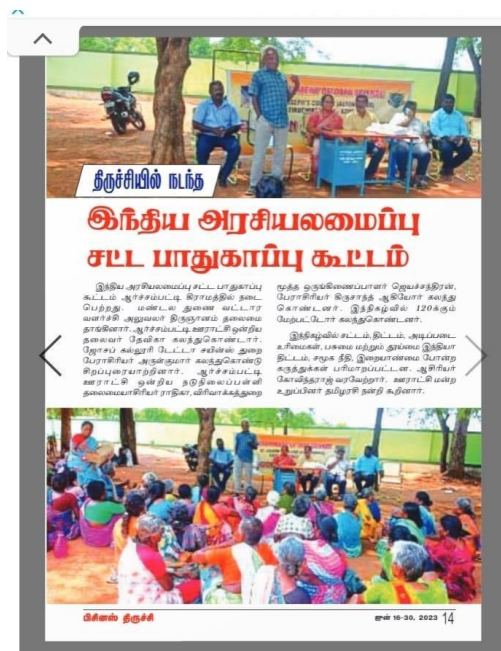 திருச்சியில் நடந்த
இந்திய அரசியலமைப்பு
சட்ட பாதுகாப்பு கூட்டம்
இந்திய அரசியலமைப்பு சட்ட பாதுகாப்பு
கூட்டம் ஆர்ச்சம்பட்டி கிராமத்தில் நடை
பெற்றது. மண்டல துணை வட்டார
வளர்ச்சி அலுவலர் திருஞானம் தலைமை
தாங்கினார். ஆர்ச்சம்பட்டி ஊராட்சி ஒன்றிய
தலைவர் தேவிகா கலந்துகொண்டார்.
ஜோசப் கல்லூரி டேட்டா சயின்ஸ் துறை
பேராசிரியர் அருள்குமார் கலந்துகொண்டு
சிறப்புரையாற்றினார். ஆர்ச்சம்பட்டி
ஊராட்சி ஒன்றிய நடுநிலைப்பள்ளி
தலைமையாசிரியர் ராதிகா, விரிவாக்கத்துறை
மூத்த ஒருங்கிணைப்பாளர் ஜெயச்சந்திரன்,
பேராசிரியர் கிருசாந்த் ஆகியோர் கலந்து
கொண்டனர். இந்நிகழ்வில் 120க்கும்
மேற்பட்டோர் கலந்துகொண்டனர்.
இந்நிகழ்வில் சட்டம், திட்டம், அடிப்படை
உரிமைகள், பசுமை மற்றும் தூய்மை இந்தியா
திட்டம், சமூக நீதி, இறையாண்மை போன்ற
கருத்துக்கள் பரிமாறப்பட்டன. ஆசிரியர்
கோவிந்தராஜ் வரவேற்றார். ஊராட்சி மன்ற
உறுப்பினர் தமிழரசி நன்றி கூறினார்.
பிசினஸ் திருச்சி
ஜுன் 16-30, 2023 14